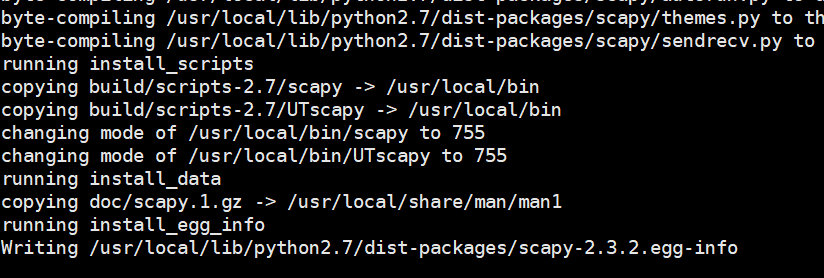 byte-compiling /usr/local/lib/python2.7/dist-packages/scapy/themes.py to th
byte-compiling /usr/local/lib/python2.7/dist-packages/scapy/sendrecv.py to
running install_scripts
copying build/scripts-2.7/scapy -> /usr/local/bin
copying build/scripts-2.7/UTscapy -> /usr/local/bin
changing mode of /usr/local/bin/scapy to 755
changing mode of /usr/local/bin/UTscapy to 755
running install_data
copying doc/scapy.1.gz -> /usr/local/share/man/man1
running install_egg_info
Writing /usr/local/lib/python2.7/dist-packages/scapy-2.3.2.egg-info